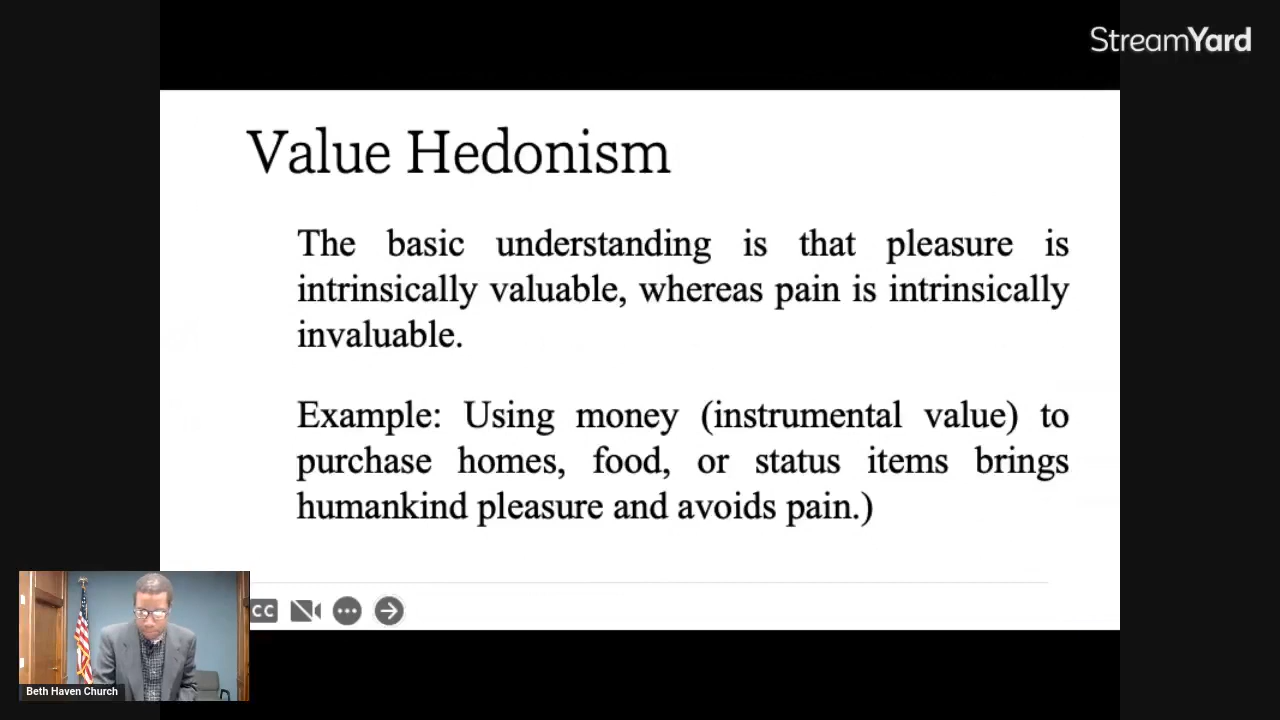 StreamYard
Value Hedonism
The basic understanding is that pleasure is
intrinsically valuable, whereas pain is intrinsically
invaluable.
Example: Using money (instrumental value) to
purchase homes, food, or status items brings
humankind pleasure and avoids pain.)
CC
Beth Haven Church